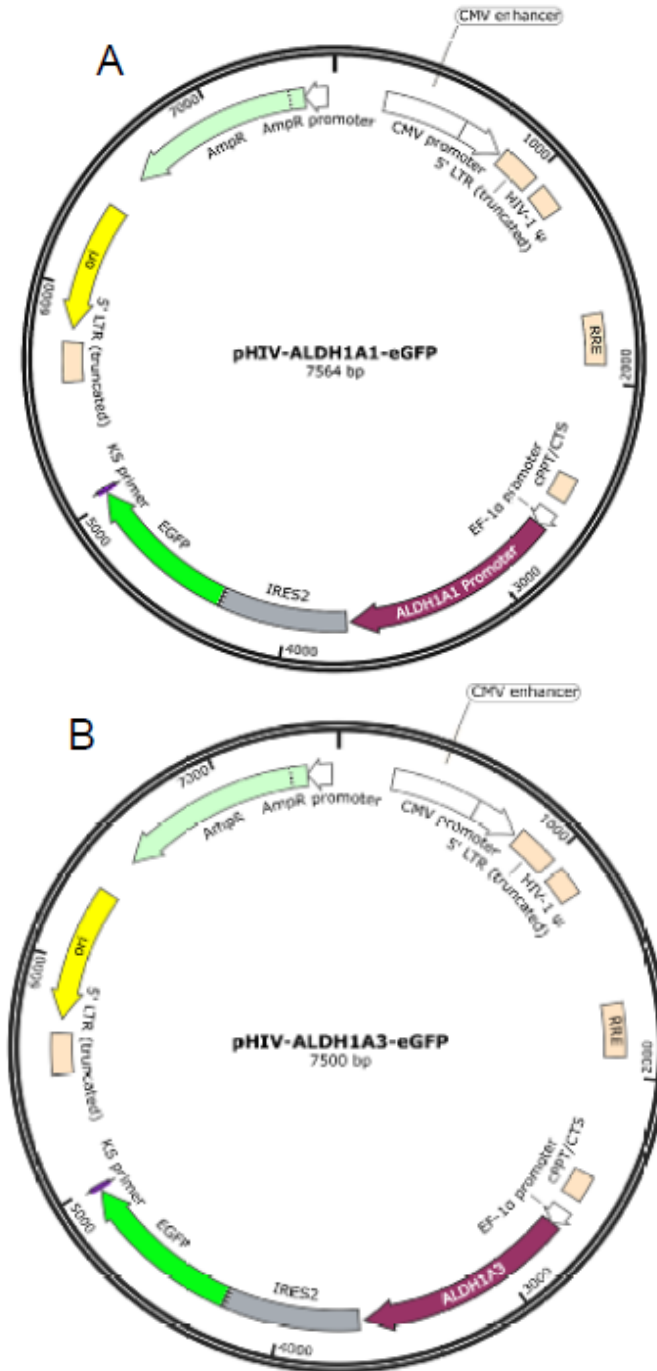 A
CMV enhancer
7000
AmpR promoter
AmpR
CMV promoter
1000
5' LTR (truncated)
HIV-1 ψ
ori
6000
5' LTR (truncated)
pHIV-ALDH1A1-eGFP
7564 bp
RRE
2000
KS primer
EF-1α promoter
cPPT/CTS
5000
EGFP
IRES2
ALDH1A1 Promoter
3000
4000
B
CMV enhancer
7000
AmpR promoter
AmpR
CMV promoter
1000
5' LTR (truncated)
HIV-1 ψ
ori
6000
5' LTR (truncated)
pHIV-ALDH1A3-eGFP
7500 bp
RRE
2000
KS primer
EF-1α promoter
cPPT/CTS
5000
EGFP
IRES2
ALDH1A3
3000
4000